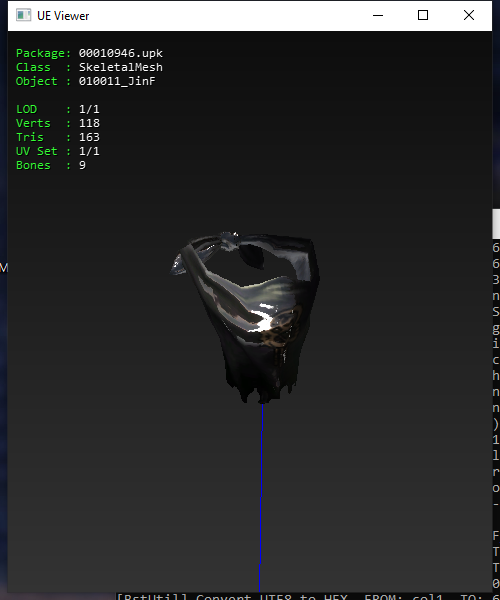 UE Viewer
Package: 00010946.upk
Class  : SkeletalMesh
Object : 010011_JinF
LOD    : 1/1
Verts  : 118
Tris   : 163
UV Set : 1/1
Bones  : 9
M
6
6
3
n
S
g
i
c
h
n
n
)
1
l
r
o
-
F
T
T
0
[BstUtil] Convert UTF8 to HEX. FROM: col1, TO: 6